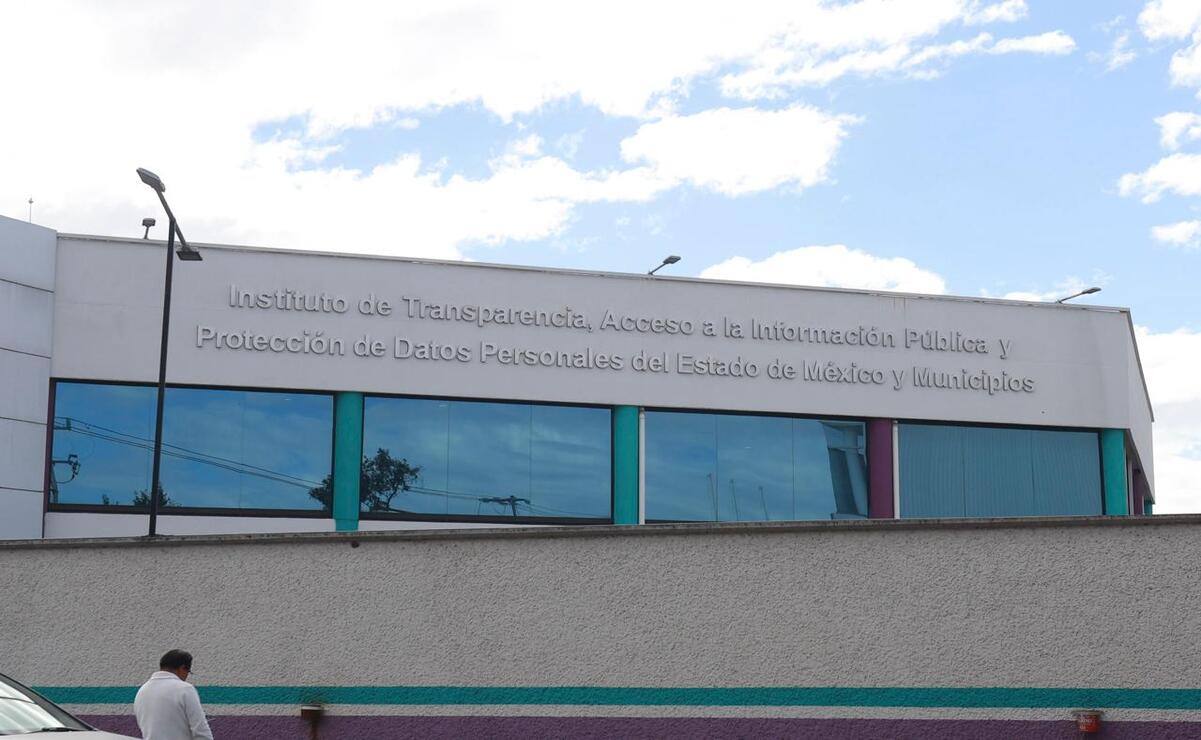 Instituto de Transparencia, Acceso a la Información Pública y
Protección de Datos Personales del Estado de México y Municipios